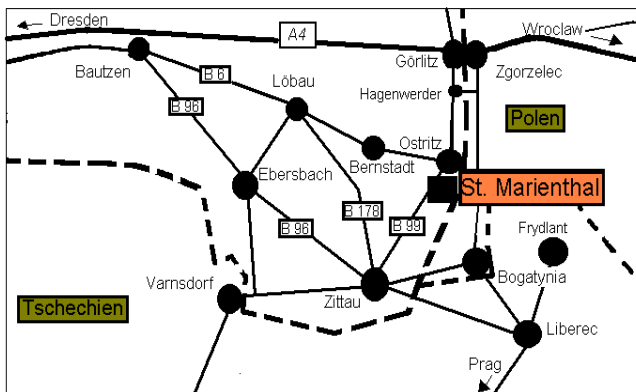 Dresden
A4
Wroclaw
Bautzen
B 6
Löbau
Görlitz
Zgorzelec
Hagenwerder
B 96
Polen
Ostritz
Bernstadt
Ebersbach
St. Marienthal
B 178
B 99
B 96
Frydlant
Varnsdorf
Zittau
Bogatynia
Tschechien
Liberec
Prag